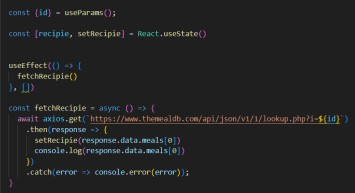 const {id} = useParams();
const [recipie, setRecipie] = React.useState()
useEffect(() => {
fetchRecipie()
}, [])
const fetchRecipie = async () => {
await axios.get(`https://www.themealdb.com/api/json/v1/1/lookup.php?i=${id}`)
.then(response => {
setRecipie(response.data.meals[0])
console.log(response.data.meals[0])
})
.catch(error => console.error(error));
}